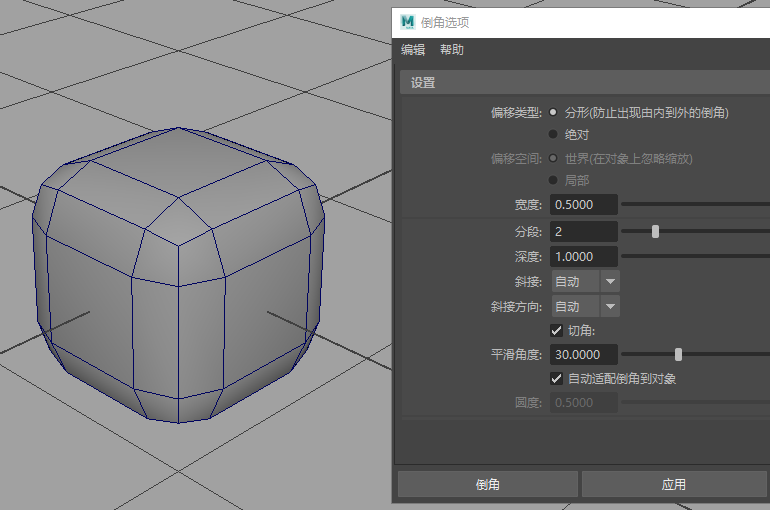 M 倒角选项
编辑 帮助
设置
偏移类型: 分形(防止出现由内到外的倒角)
绝对
偏移空间: 世界(在对象上忽略缩放)
局部
宽度: 0.5000
分段: 2
深度: 1.0000
斜接: 自动
斜接方向: 自动
切角:
平滑角度: 30.0000
自动适配倒角到对象
圆度: 0.5000
倒角 应用